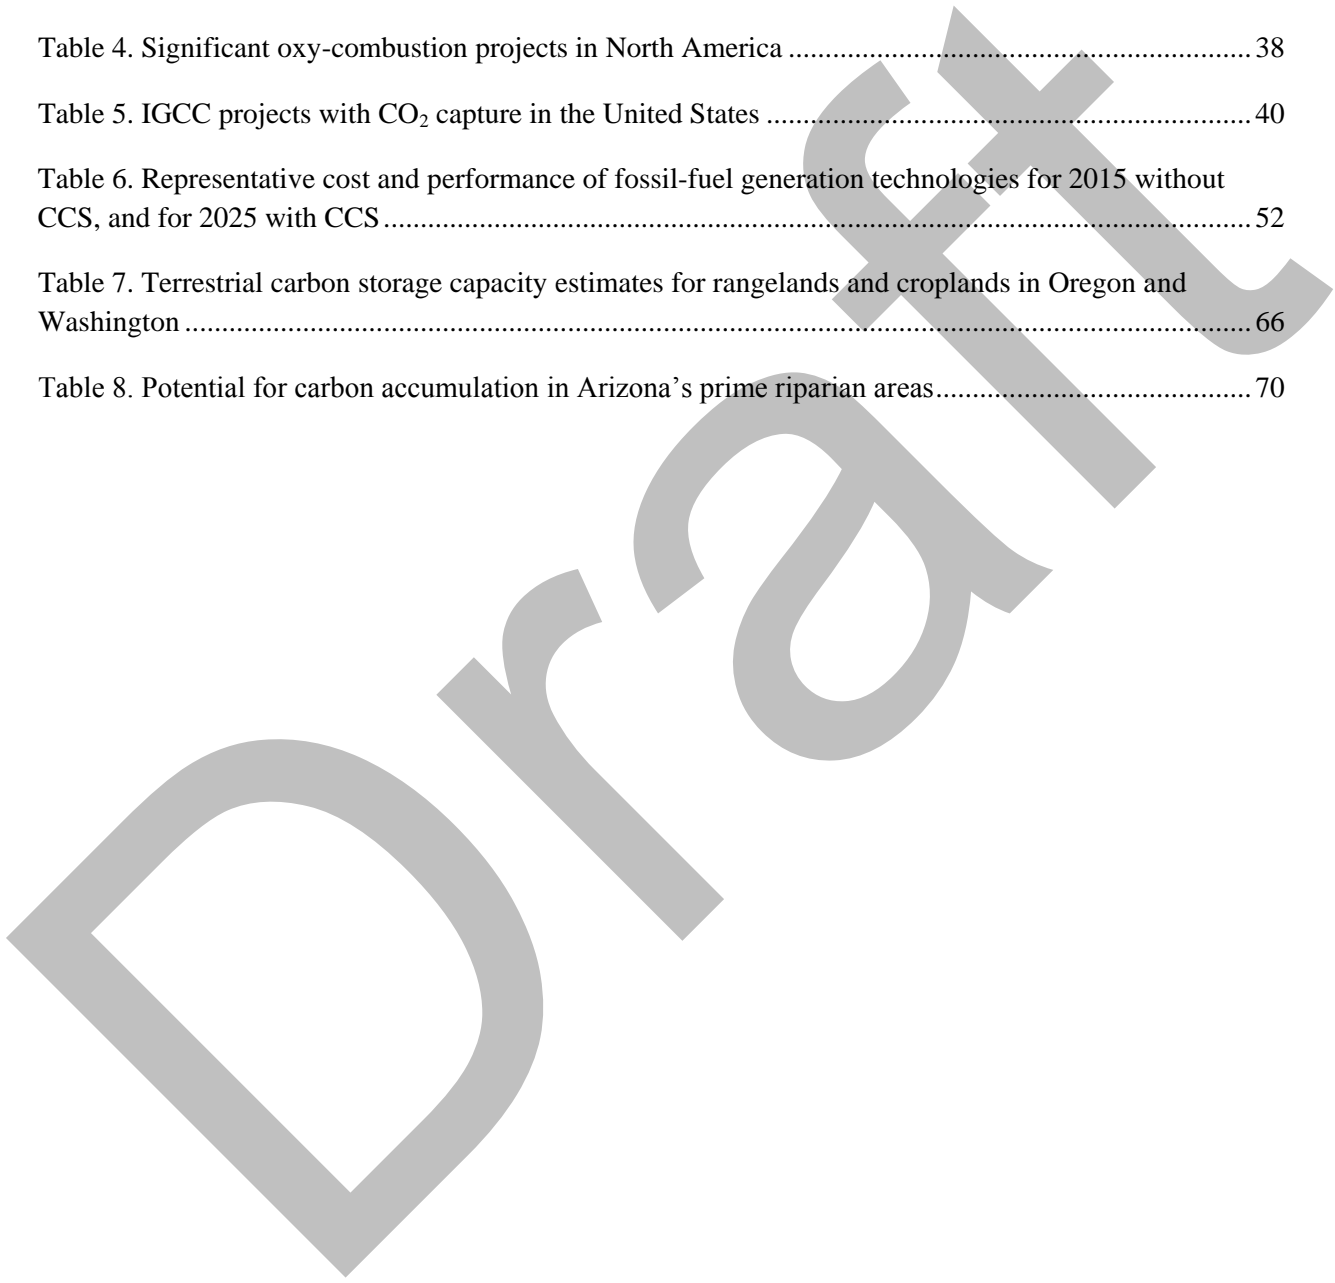 Table 4. Significant oxy-combustion projects in North America ............................................................... 38
Table 5. IGCC projects with CO₂ capture in the United States .................................................................. 40
Table 6. Representative cost and performance of fossil-fuel generation technologies for 2015 without
CCS, and for 2025 with CCS ...................................................................................................................... 52
Table 7. Terrestrial carbon storage capacity estimates for rangelands and croplands in Oregon and
Washington ................................................................................................................................................. 66
Table 8. Potential for carbon accumulation in Arizona’s prime riparian areas ........................................... 70
Draft